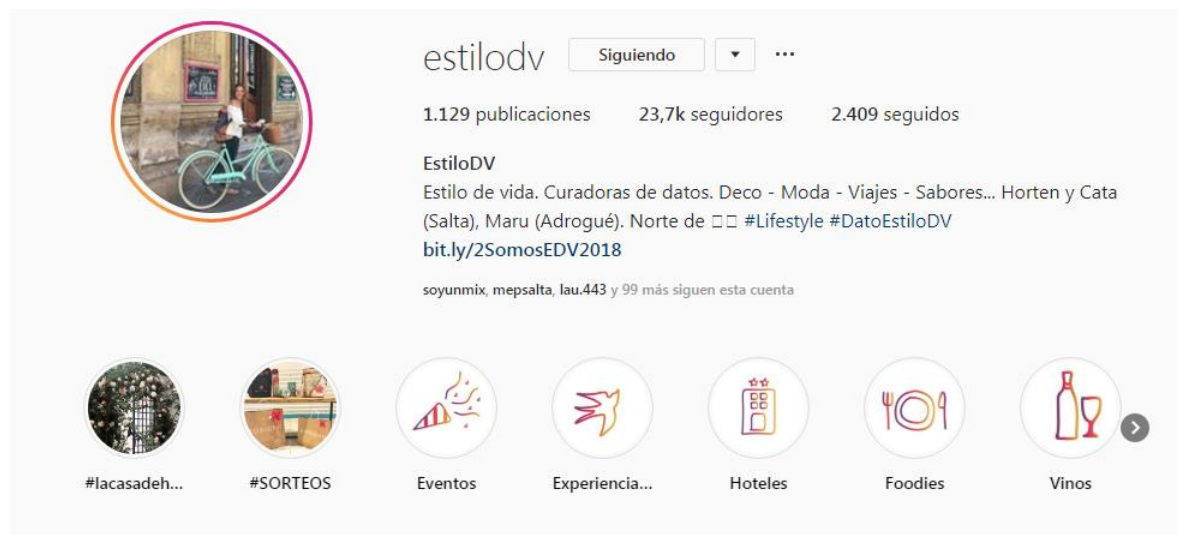 estilodv Siguiendo
1.129 publicaciones 23,7k seguidores 2.409 seguidos
EstiloDV
Estilo de vida. Curadoras de datos. Deco - Moda - Viajes - Sabores... Horten y Cata
(Salta), Maru (Adrogué). Norte de □□ #Lifestyle #DatoEstiloDV
bit.ly/2SomosEDV2018
soyunmix, mepsalta, lau.443 y 99 más siguen esta cuenta
#lacasadeh... #SORTEOS Eventos Experiencia... Hoteles Foodies Vinos